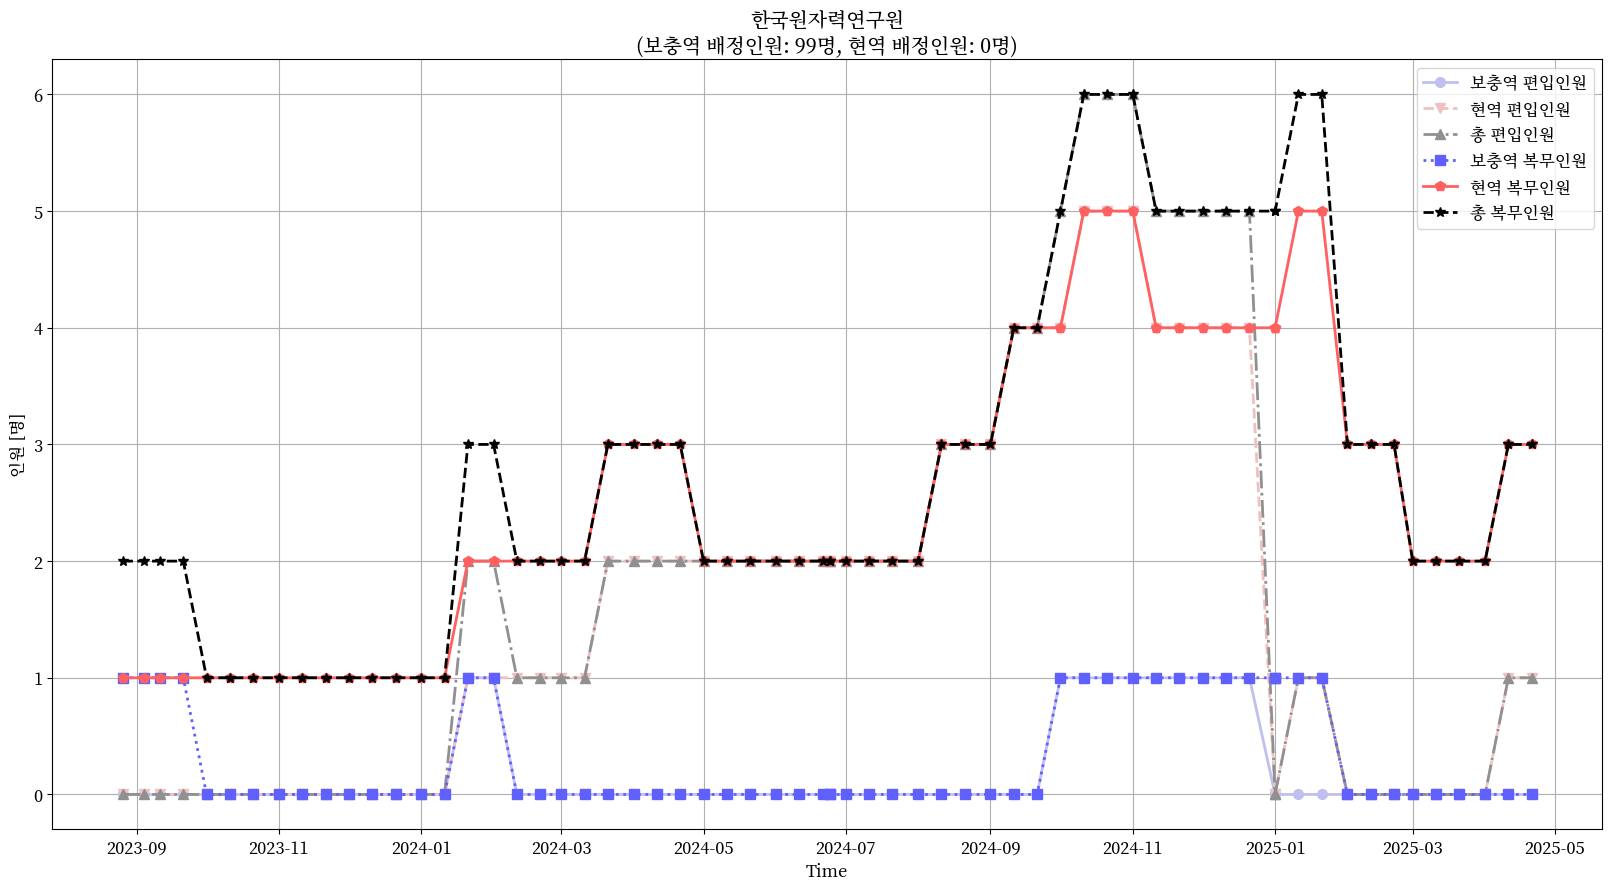 한국원자력연구원
(보충역 배정인원: 99명, 현역 배정인원: 0명)
보충역 편입인원
현역 편입인원
총 편입인원
보충역 복무인원
현역 복무인원
총 복무인원
인원 [명]
6
5
4
3
2
1
0
2023-09 2023-11 2024-01 2024-03 2024-05 2024-07 2024-09 2024-11 2025-01 2025-03 2025-05
Time